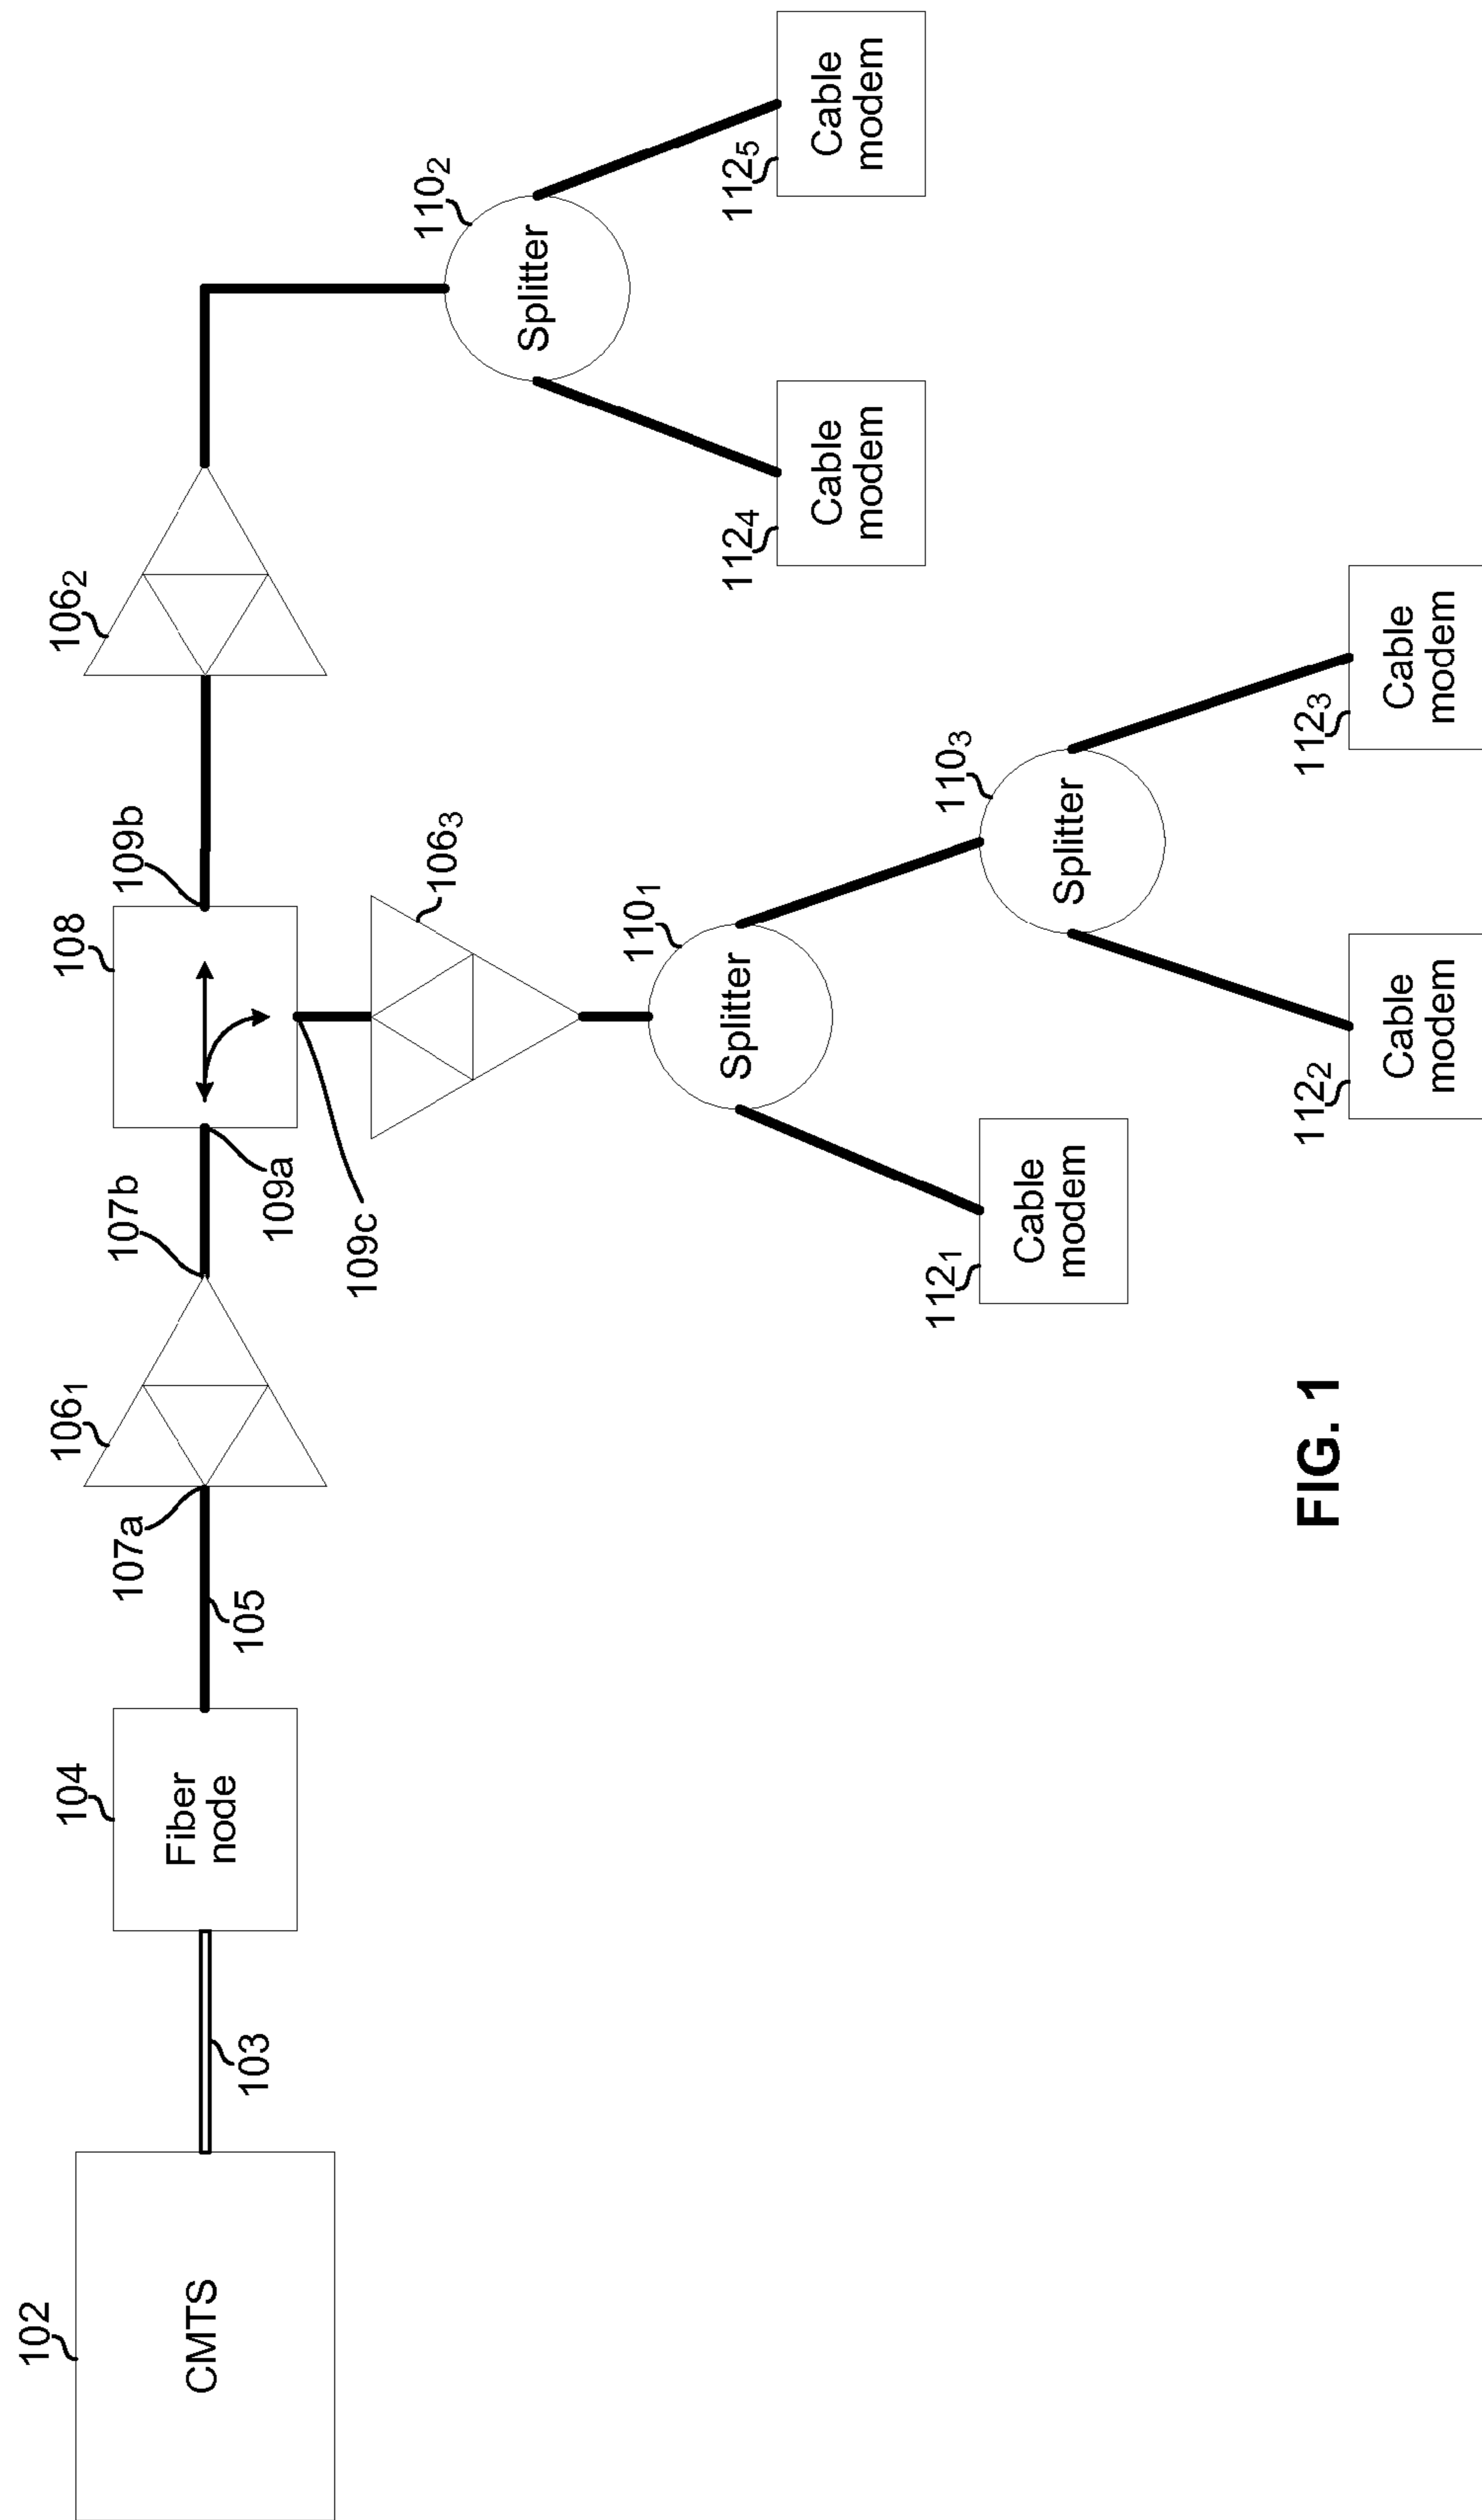 102
104
106₁
108
106₂
107a
107b
109b
CMTS
Fiber
node
103
105
109a
109c
106₃
110₂
Splitter
110₁
Splitter
112₄
Cable
modem
112₅
Cable
modem
112₁
Cable
modem
110₃
Splitter
112₂
Cable
modem
112₃
Cable
modem
FIG. 1